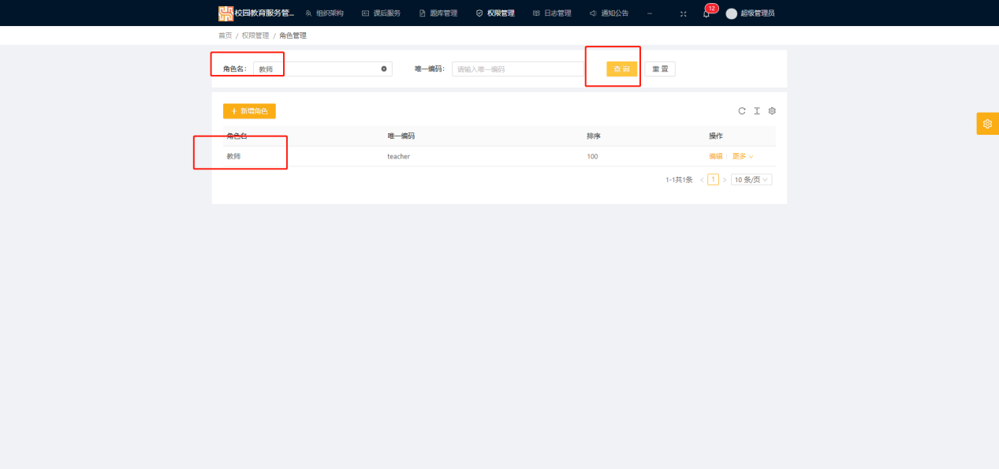 校园教育服务管... 组织架构 课后服务 题库管理 权限管理 日志管理 通知公告 ... 12 超级管理员
首页 / 权限管理 / 角色管理
角色名: 教师 唯一编码: 请输入唯一编码 查 询 重 置
+ 新增角色
角色名 唯一编码 排序 操作
教师 teacher 100 编辑 更多
1-1共1条 < 1 > 10 条/页